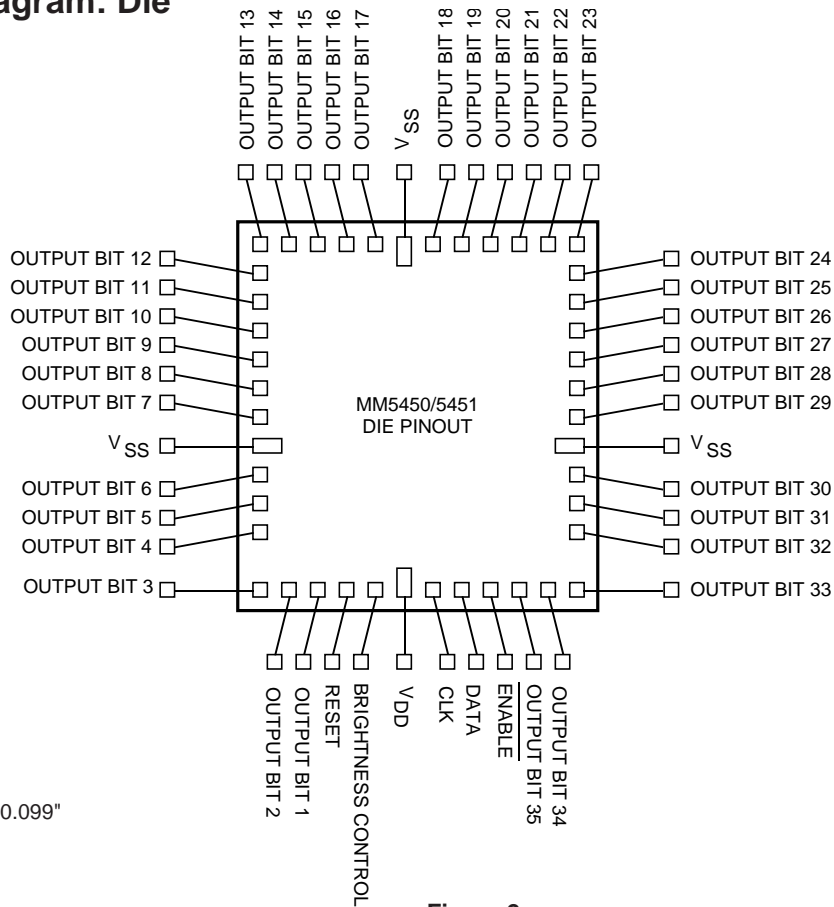 agram: Die
OUTPUT BIT 13
OUTPUT BIT 14
OUTPUT BIT 15
OUTPUT BIT 16
OUTPUT BIT 17
VSS
OUTPUT BIT 18
OUTPUT BIT 19
OUTPUT BIT 20
OUTPUT BIT 21
OUTPUT BIT 22
OUTPUT BIT 23
OUTPUT BIT 12
OUTPUT BIT 11
OUTPUT BIT 10
OUTPUT BIT 9
OUTPUT BIT 8
OUTPUT BIT 7
VSS
OUTPUT BIT 6
OUTPUT BIT 5
OUTPUT BIT 4
OUTPUT BIT 3
MM5450/5451
DIE PINOUT
OUTPUT BIT 24
OUTPUT BIT 25
OUTPUT BIT 26
OUTPUT BIT 27
OUTPUT BIT 28
OUTPUT BIT 29
VSS
OUTPUT BIT 30
OUTPUT BIT 31
OUTPUT BIT 32
OUTPUT BIT 33
OUTPUT BIT 2
OUTPUT BIT 1
RESET
BRIGHTNESS CONTROL
VDD
CLK
DATA
ENABLE
OUTPUT BIT 35
OUTPUT BIT 34
0.099"